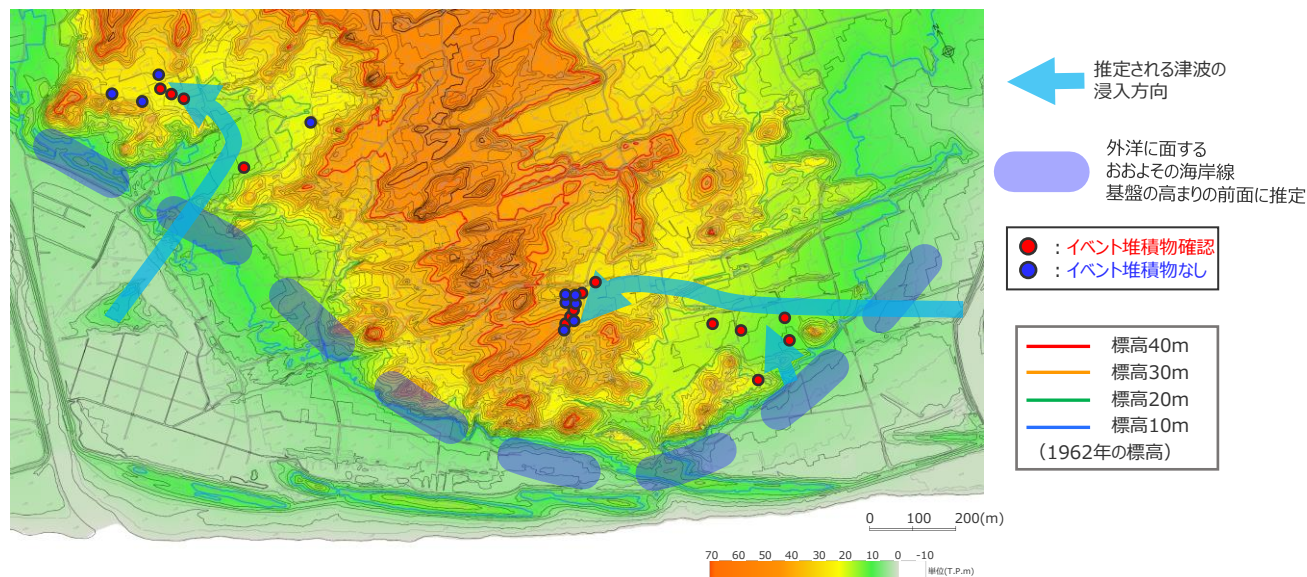 推定される津波の
浸入方向
外洋に面する
おおよその海岸線
基盤の高まりの前面に推定
：イベント堆積物確認
：イベント堆積物なし
標高40m
標高30m
標高20m
標高10m
（1962年の標高）
0 100 200(m)
70 60 50 40 30 20 10 0 -10
単位(T.P.m)